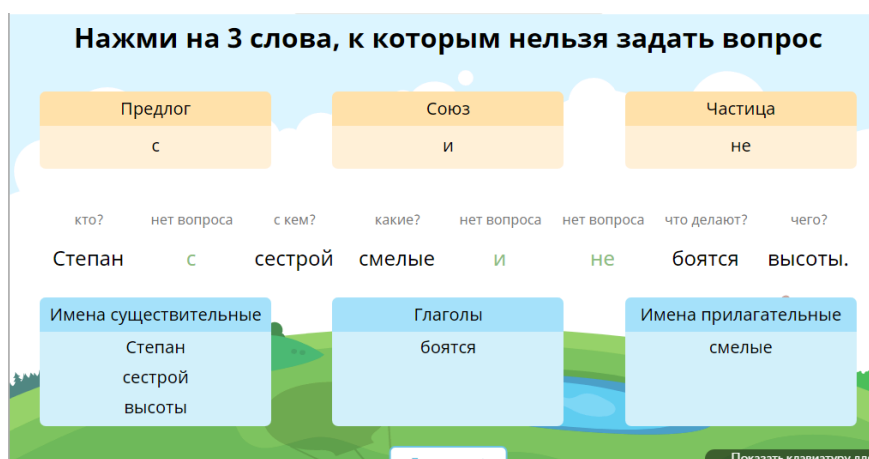 Нажми на 3 слова, к которым нельзя задать вопрос
Предлог Союз Частица
с и не
кто? нет вопроса с кем? какие? нет вопроса нет вопроса что делают? чего?
Степан с сестрой смелые и не боятся высоты.
Имена существительные Глаголы Имена прилагательные
Степан боятся смелые
сестрой
высоты
Показать клавиатуру